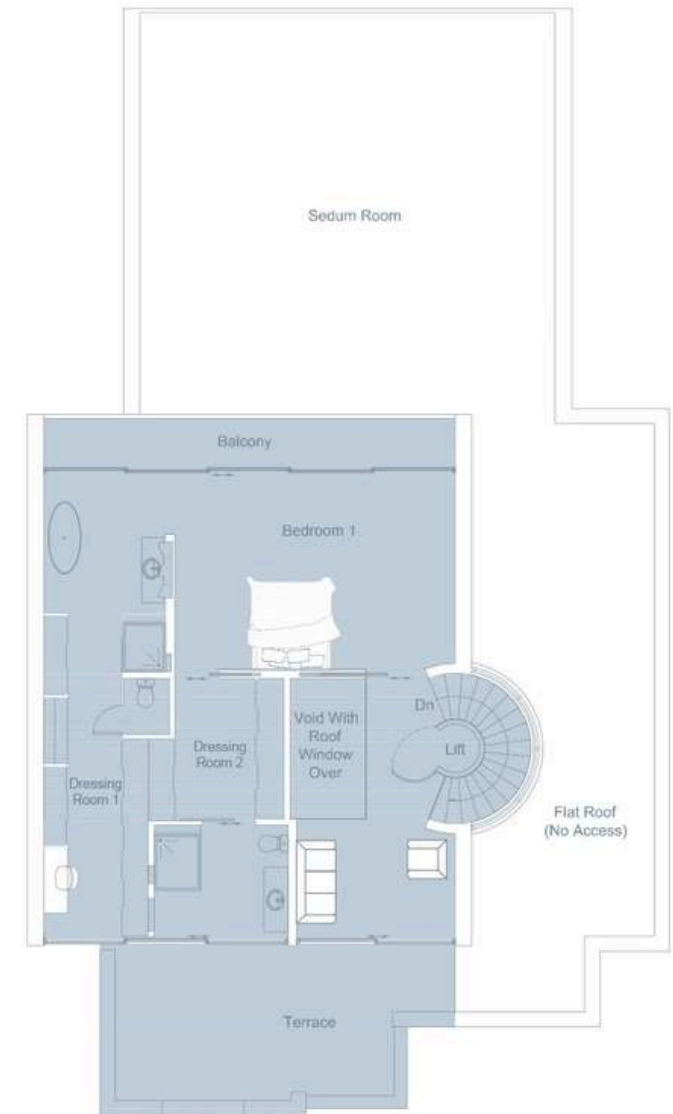 Sedum Room
Balcony
Bedroom 1
Dn
Void With
Roof
Window
Over
Lift
Dressing
Room 2
Dressing
Room 1
Flat Roof
(No Access)
Terrace